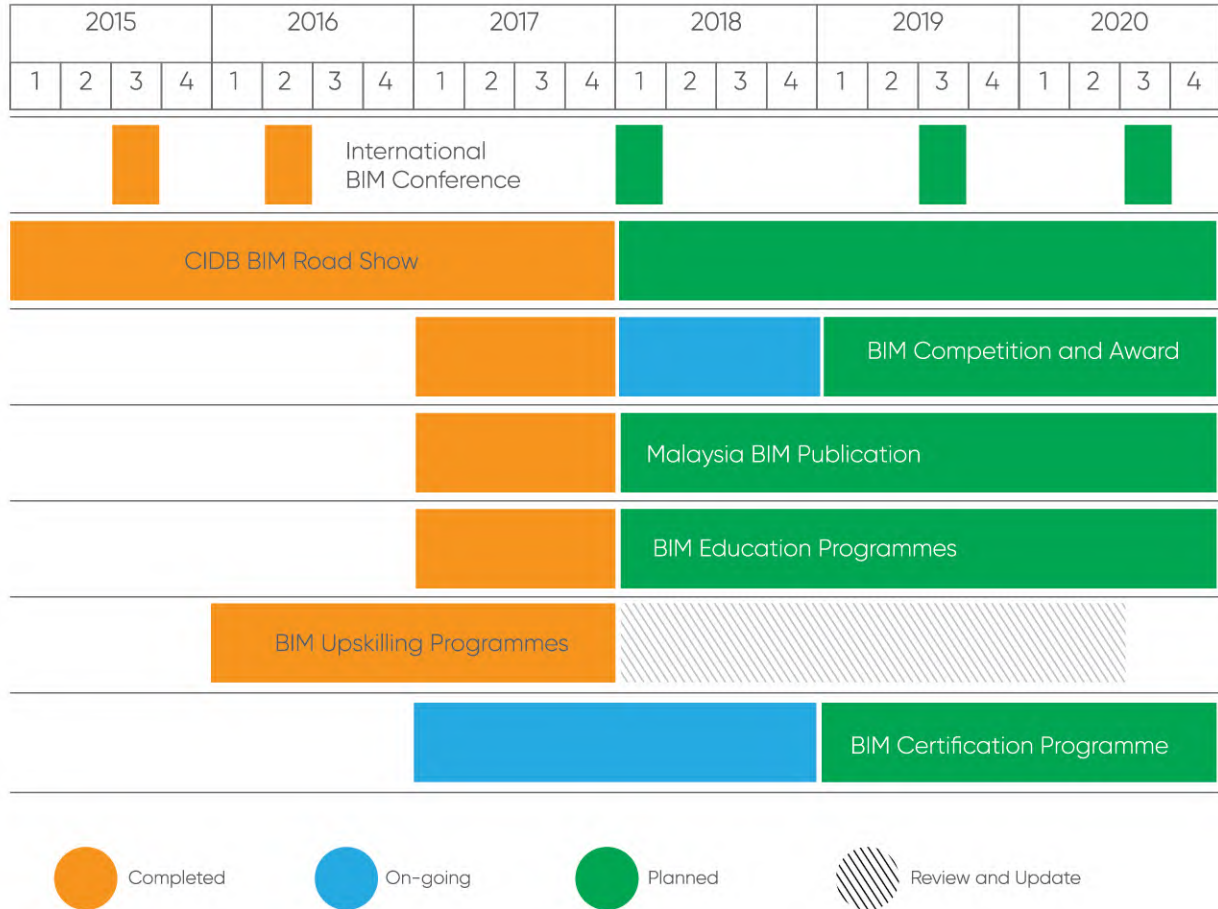 2015 2016 2017 2018 2019 2020
1 2 3 4 1 2 3 4 1 2 3 4 1 2 3 4 1 2 3 4 1 2 3 4
International
BIM Conference
CIDB BIM Road Show
BIM Competition and Award
Malaysia BIM Publication
BIM Education Programmes
BIM Upskilling Programmes
BIM Certification Programme
Completed On-going Planned Review and Update